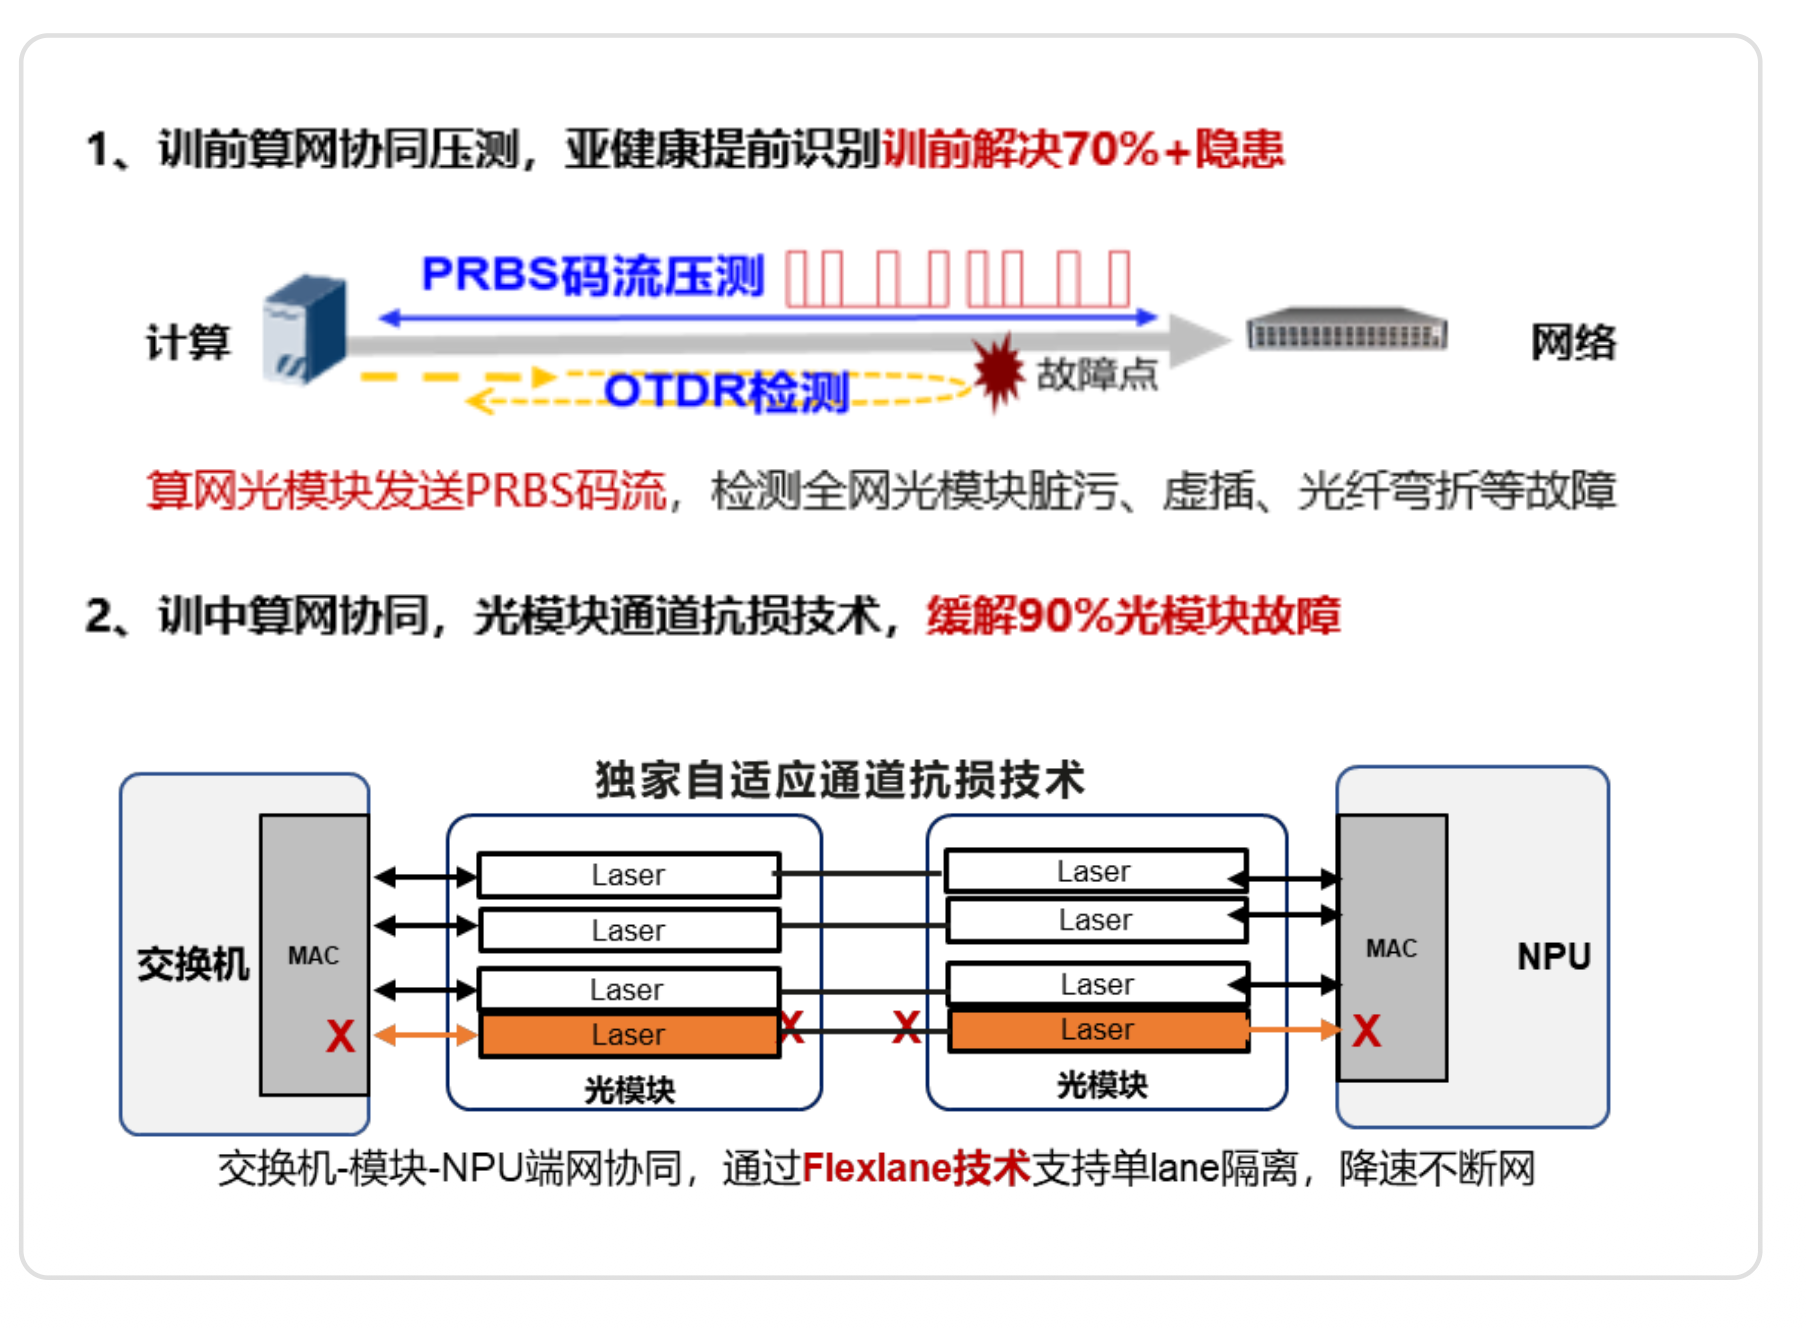 1、训前算网协同压测，亚健康提前识别训前解决70%+隐患
PRBS码流压测
计算
网络
OTDR检测
故障点
算网光模块发送PRBS码流，检测全网光模块脏污、虚插、光纤弯折等故障
2、训中算网协同，光模块通道抗损技术，缓解90%光模块故障
独家自适应通道抗损技术
Laser
Laser
Laser
Laser
Laser
Laser
Laser
Laser
交换机
MAC
MAC
NPU
X
X
X
X
光模块
光模块
交换机-模块-NPU端网协同，通过Flexlane技术支持单lane隔离，降速不断网